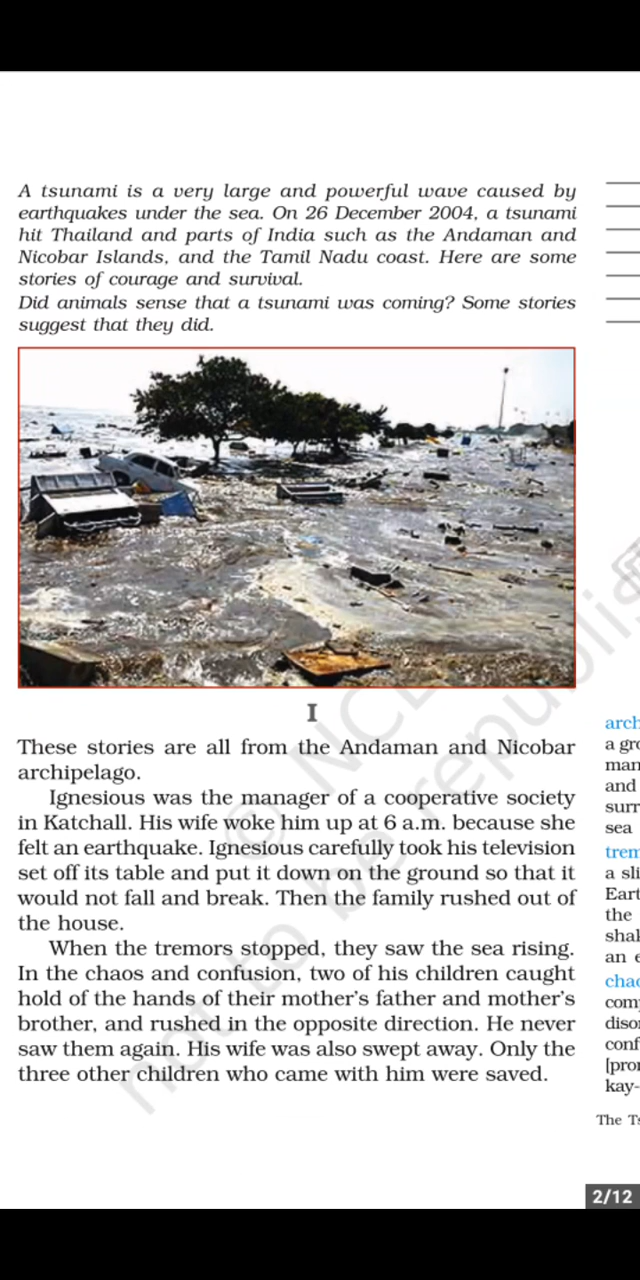 A tsunami is a very large and powerful wave caused by
earthquakes under the sea. On 26 December 2004, a tsunami
hit Thailand and parts of India such as the Andaman and
Nicobar Islands, and the Tamil Nadu coast. Here are some
stories of courage and survival.
Did animals sense that a tsunami was coming? Some stories
suggest that they did.
I
These stories are all from the Andaman and Nicobar
archipelago.
Ignesious was the manager of a cooperative society
in Katchall. His wife woke him up at 6 a.m. because she
felt an earthquake. Ignesious carefully took his television
set off its table and put it down on the ground so that it
would not fall and break. Then the family rushed out of
the house.
When the tremors stopped, they saw the sea rising.
In the chaos and confusion, two of his children caught
hold of the hands of their mother's father and mother's
brother, and rushed in the opposite direction. He never
saw them again. His wife was also swept away. Only the
three other children who came with him were saved.
arch
a gro
man
and
surr
sea
trem
a sli
Eart
the
shak
an e
chao
comp
disor
conf
[pron
kay-
The Ts
2/12
© NCE
not to be republis